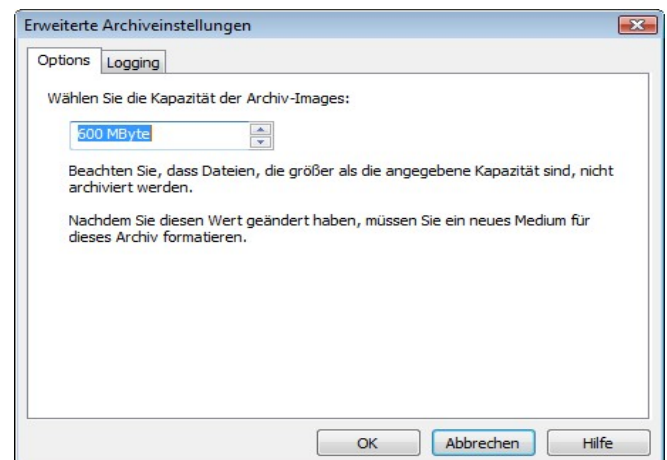 Erweiterte Archiveinstellungen
Options Logging
Wählen Sie die Kapazität der Archiv-Images:
600 MByte
Beachten Sie, dass Dateien, die größer als die angegebene Kapazität sind, nicht
archiviert werden.
Nachdem Sie diesen Wert geändert haben, müssen Sie ein neues Medium für
dieses Archiv formatieren.
OK Abbrechen Hilfe